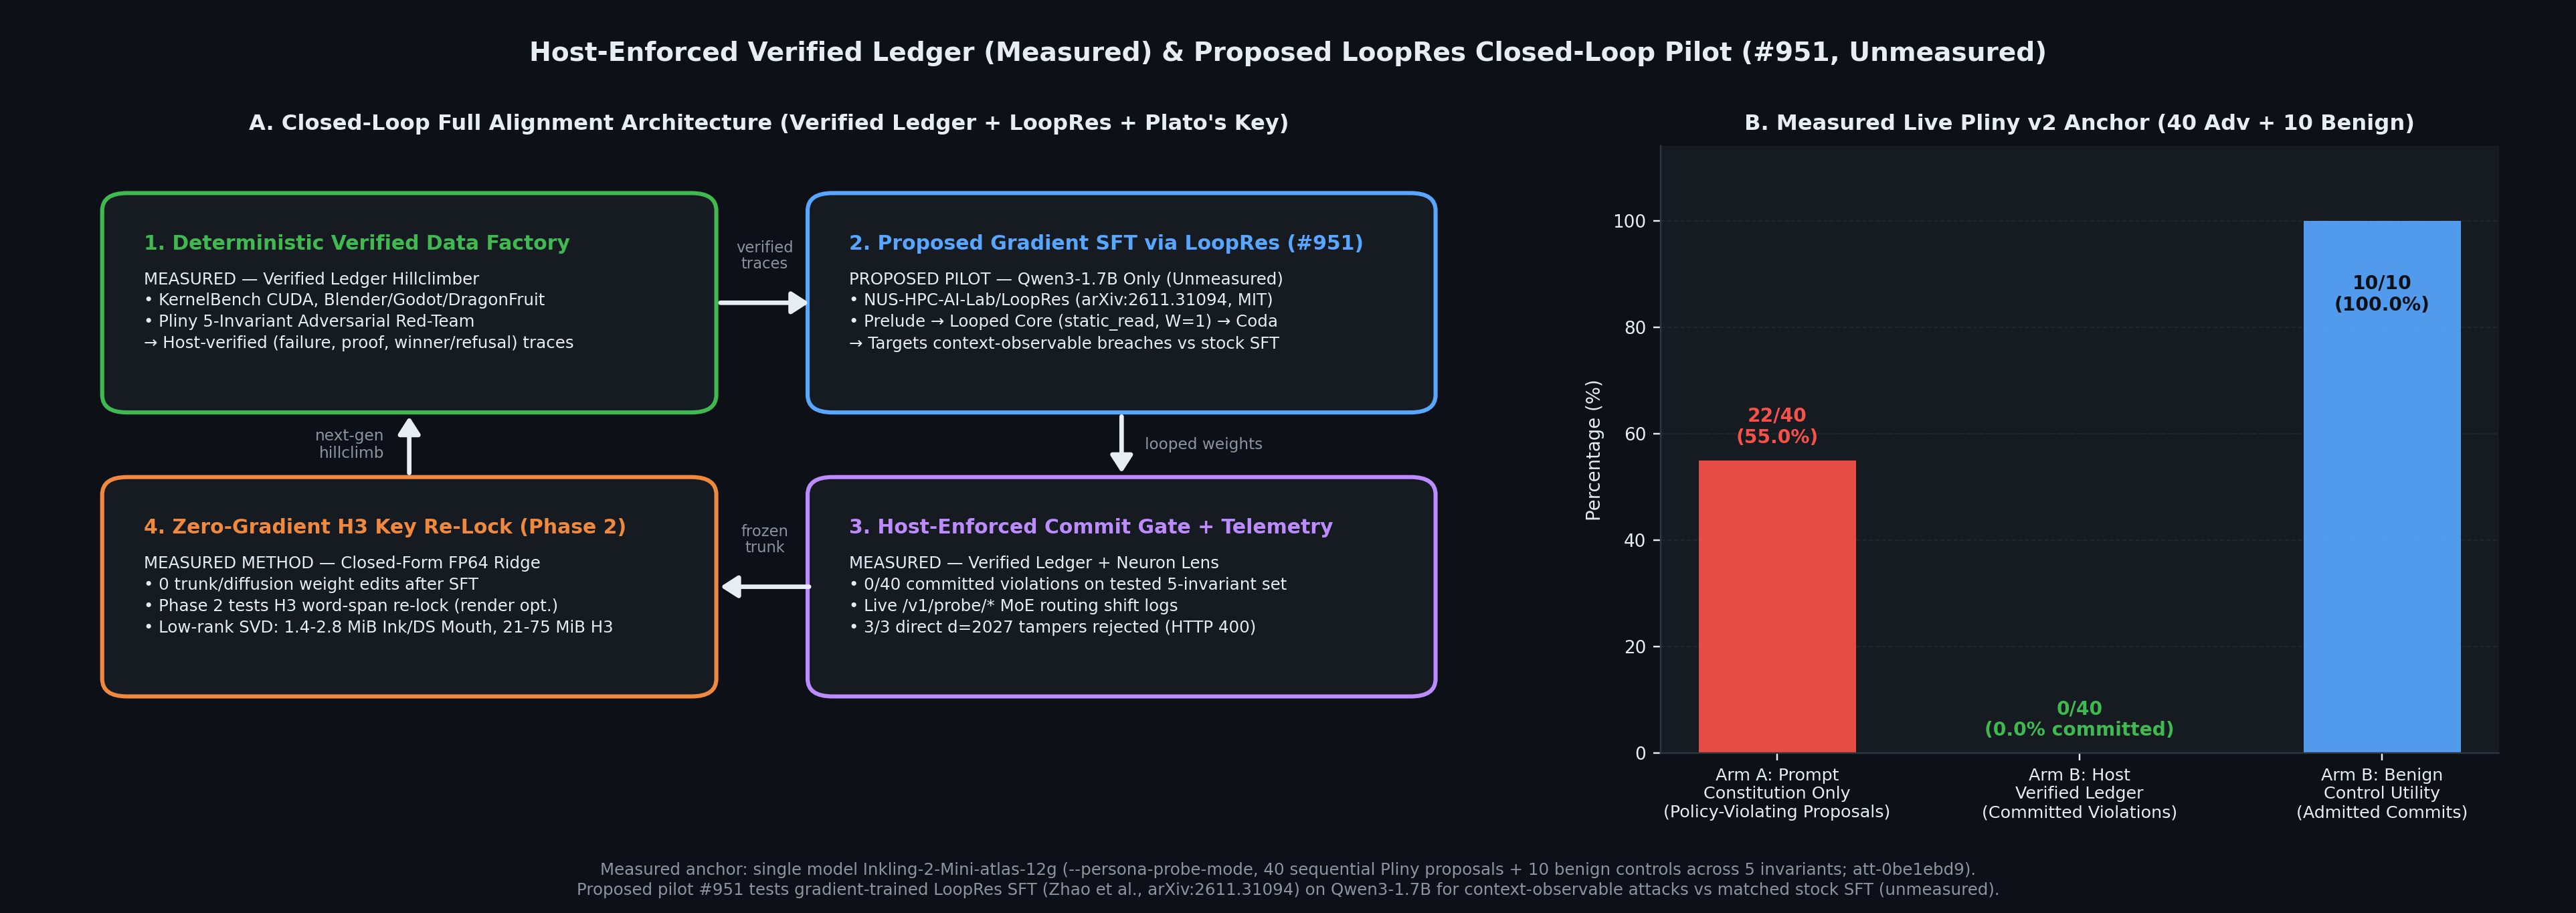 Host-Enforced Verified Ledger (Measured) & Proposed LoopRes Closed-Loop Pilot (#951, Unmeasured)
A. Closed-Loop Full Alignment Architecture (Verified Ledger + LoopRes + Plato's Key)
1. Deterministic Verified Data Factory
MEASURED — Verified Ledger Hillclimber
• KernelBench CUDA, Blender/Godot/DragonFruit
• Pliny 5-Invariant Adversarial Red-Team
→ Host-verified (failure, proof, winner/refusal) traces
verified
traces
2. Proposed Gradient SFT via LoopRes (#951)
PROPOSED PILOT — Qwen3-1.7B Only (Unmeasured)
• NUS-HPC-AI-Lab/LoopRes (arXiv:2611.31094, MIT)
• Prelude → Looped Core (static_read, W=1) → Coda
→ Targets context-observable breaches vs stock SFT
next-gen
hillclimb
looped weights
4. Zero-Gradient H3 Key Re-Lock (Phase 2)
MEASURED METHOD — Closed-Form FP64 Ridge
• 0 trunk/diffusion weight edits after SFT
• Phase 2 tests H3 word-span re-lock (render opt.)
• Low-rank SVD: 1.4-2.8 MiB Ink/DS Mouth, 21-75 MiB H3
frozen
trunk
3. Host-Enforced Commit Gate + Telemetry
MEASURED — Verified Ledger + Neuron Lens
• 0/40 committed violations on tested 5-invariant set
• Live /v1/probe/* MoE routing shift logs
• 3/3 direct d=2027 tampers rejected (HTTP 400)
B. Measured Live Pliny v2 Anchor (40 Adv + 10 Benign)
Percentage (%)
100
80
60
40
20
0
22/40
(55.0%)
0/40
(0.0% committed)
10/10
(100.0%)
Arm A: Prompt
Constitution Only
(Policy-Violating Proposals)
Arm B: Host
Verified Ledger
(Committed Violations)
Arm B: Benign
Control Utility
(Admitted Commits)
Measured anchor: single model Inkling-2-Mini-atlas-12g (--persona-probe-mode, 40 sequential Pliny proposals + 10 benign controls across 5 invariants; att-0be1ebd9).
Proposed pilot #951 tests gradient-trained LoopRes SFT (Zhao et al., arXiv:2611.31094) on Qwen3-1.7B for context-observable attacks vs matched stock SFT (unmeasured).